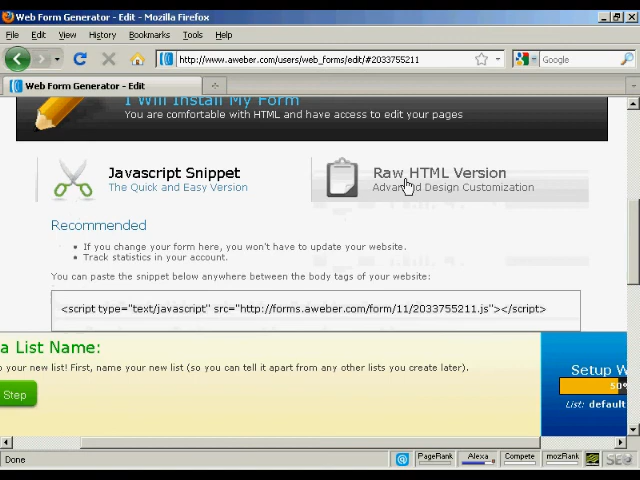 Web Form Generator - Edit - Mozilla Firefox
File Edit View History Bookmarks Tools Help
http://www.aweber.com/users/web_forms/edit/#2033755211
Google
Web Form Generator - Edit
I Will Install My Form
You are comfortable with HTML and have access to edit your pages
Javascript Snippet
The Quick and Easy Version
Raw HTML Version
Advanced Design Customization
Recommended
If you change your form here, you won't have to update your website.
Track statistics in your account.
You can paste the snippet below anywhere between the body tags of your website:
<script type="text/javascript" src="http://forms.aweber.com/form/11/2033755211.js"></script>
a List Name:
your new list! First, name your new list (so you can tell it apart from any other lists you create later).
Step
Setup W
50%
List: default
Done
PageRank
Alexa
Compete
mozRank
SEO